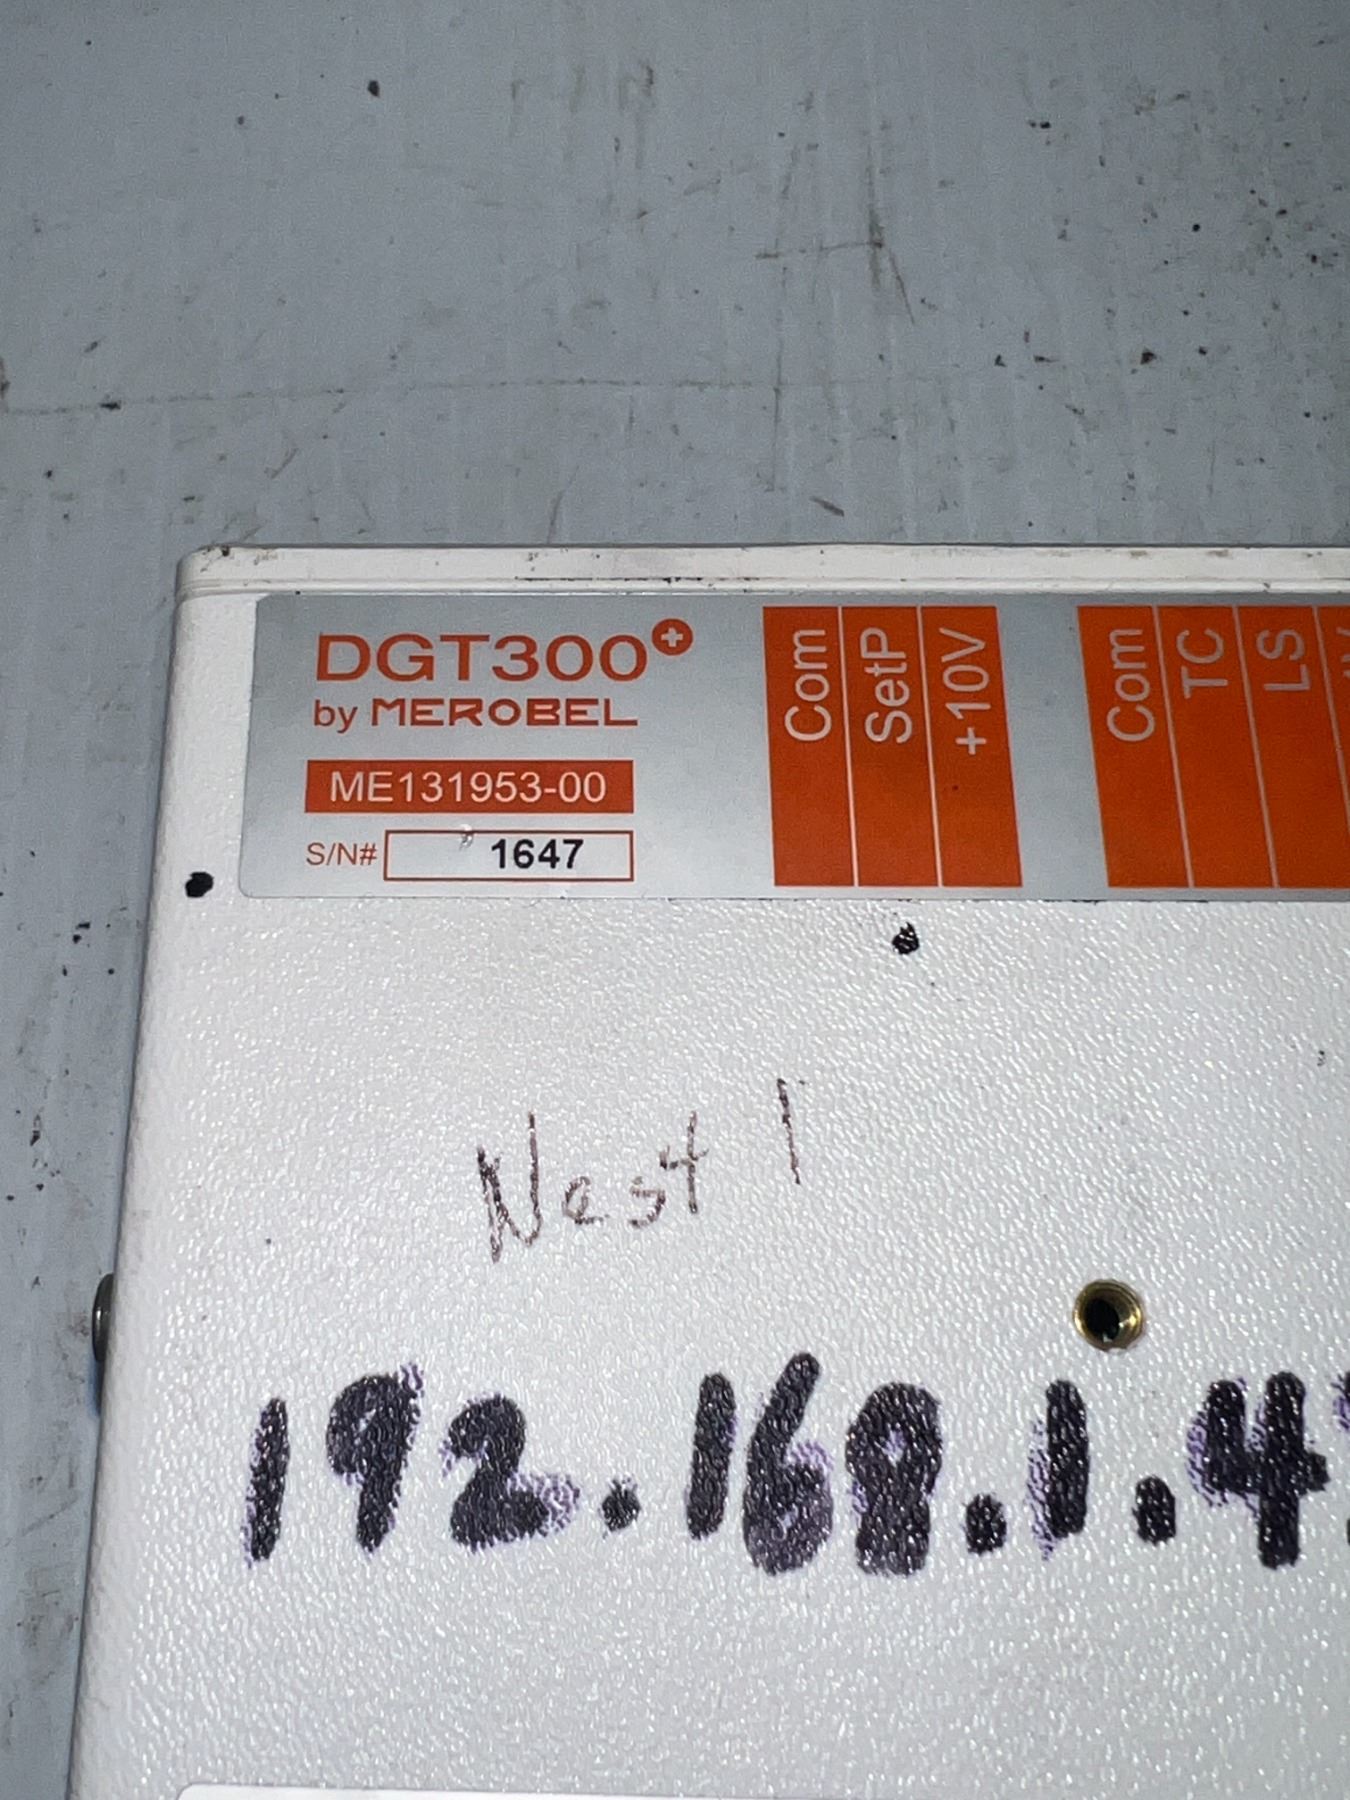 DGT300+
by MEROBEL
ME131953-00
S/N# 1647
Com
SetP
+10V
Com
TC
LS
Nest 1
192.168.1.4